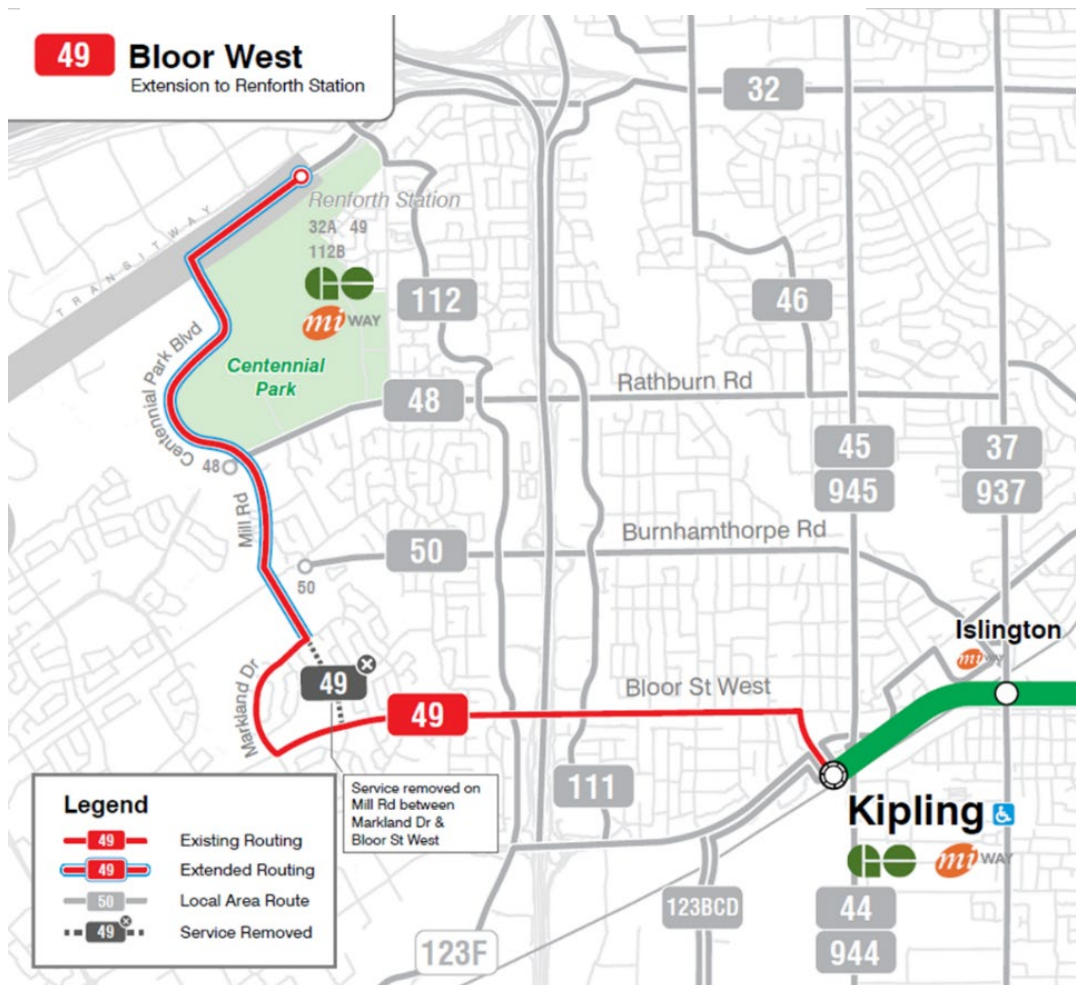 49 Bloor West
Extension to Renforth Station
32
Renforth Station
32A 49
112B
GO
mi WAY
TRANSITWAY
112
46
Centennial Park Blvd
Centennial
Park
Rathburn Rd
48
48
45
945
37
937
Mill Rd
Burnhamthorpe Rd
50
50
Islington
mi WAY
49
Markland Dr
Bloor St West
49
Service removed on
Mill Rd between
Markland Dr &
Bloor St West
111
Kipling
GO mi WAY
123BCD
44
944
123F
Legend
49 Existing Routing
49 Extended Routing
50 Local Area Route
49 Service Removed